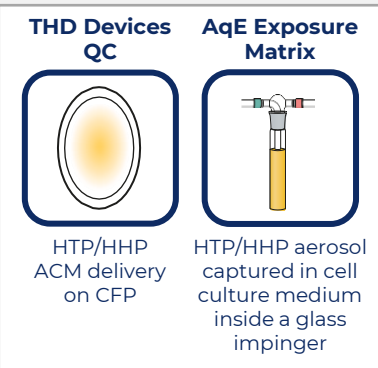 THD Devices
QC
HTP/HHP
ACM delivery
on CFP
AqE Exposure
Matrix
HTP/HHP aerosol
captured in cell
culture medium
inside a glass
impinger